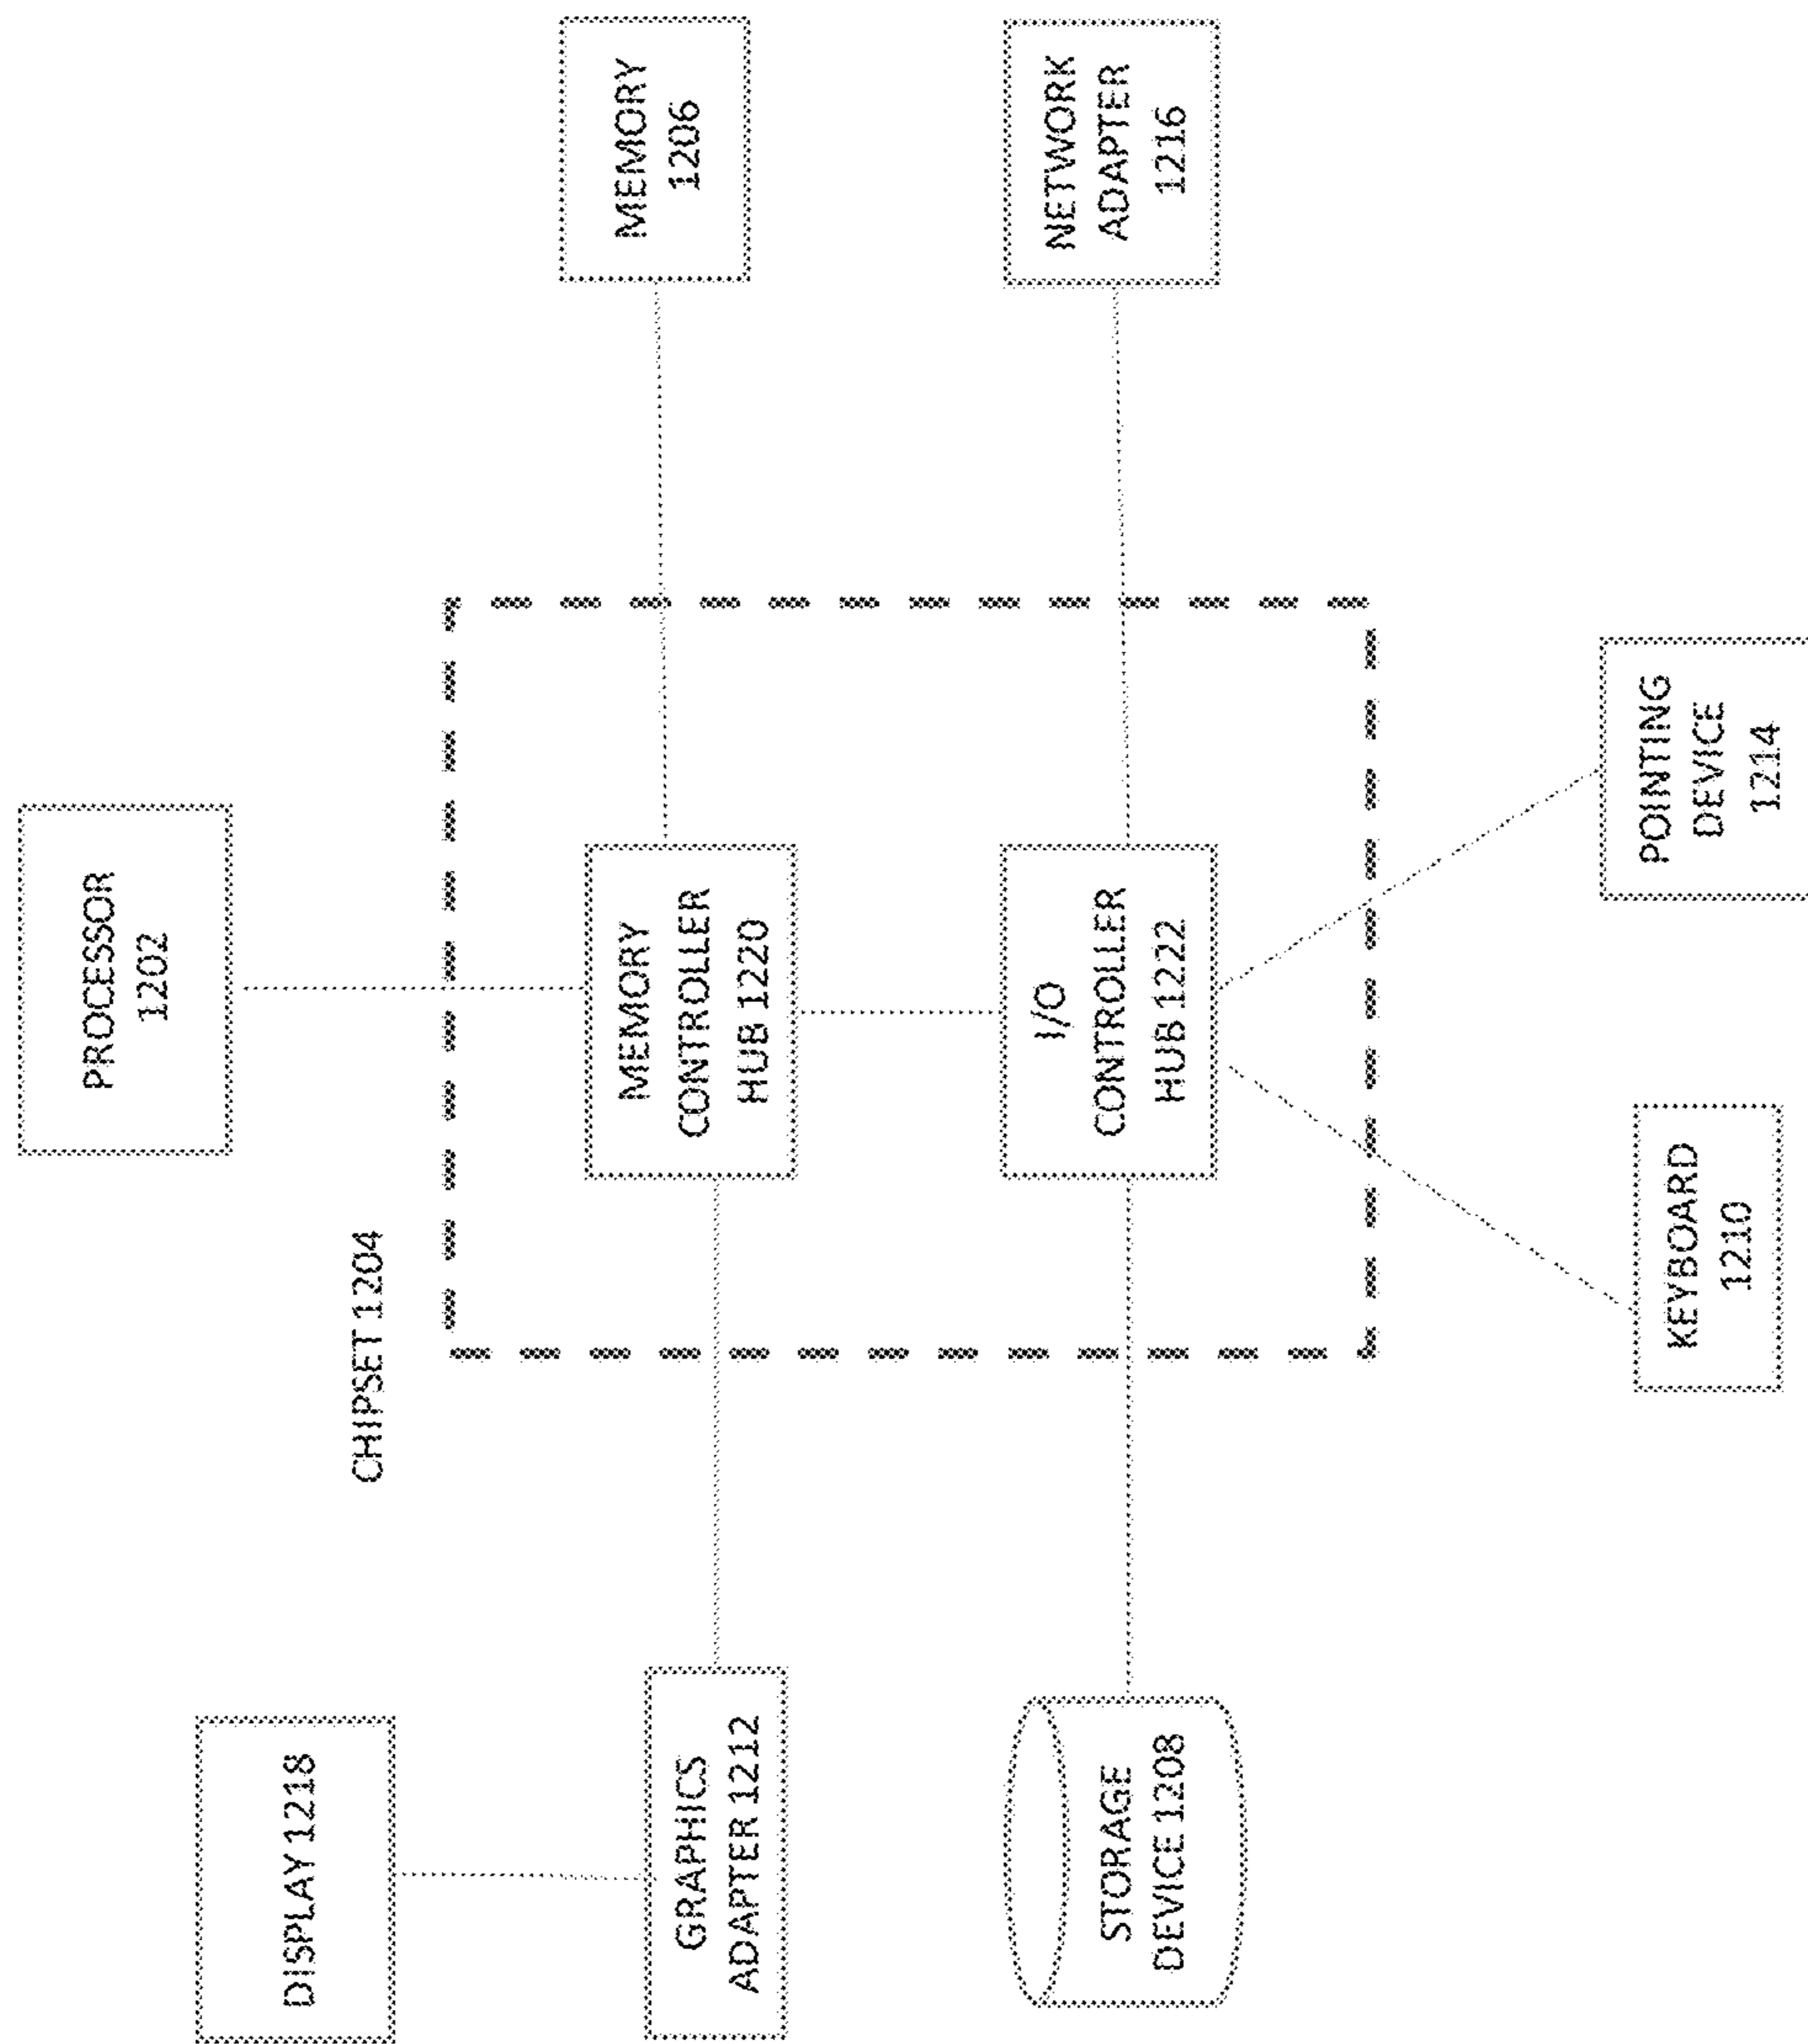 PROCESSOR
1202
DISPLAY 1218
CHIPSET 1204
GRAPHICS
ADAPTER 1212
MEMORY
CONTROLLER
HUB 1220
MEMORY
1206
STORAGE
DEVICE 1208
I/O
CONTROLLER
HUB 1222
NETWORK
ADAPTER
1216
KEYBOARD
1210
POINTING
DEVICE
1214